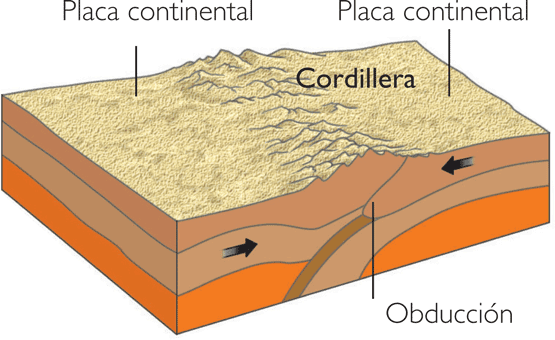 Placa continental
Placa continental
Cordillera
Obducción